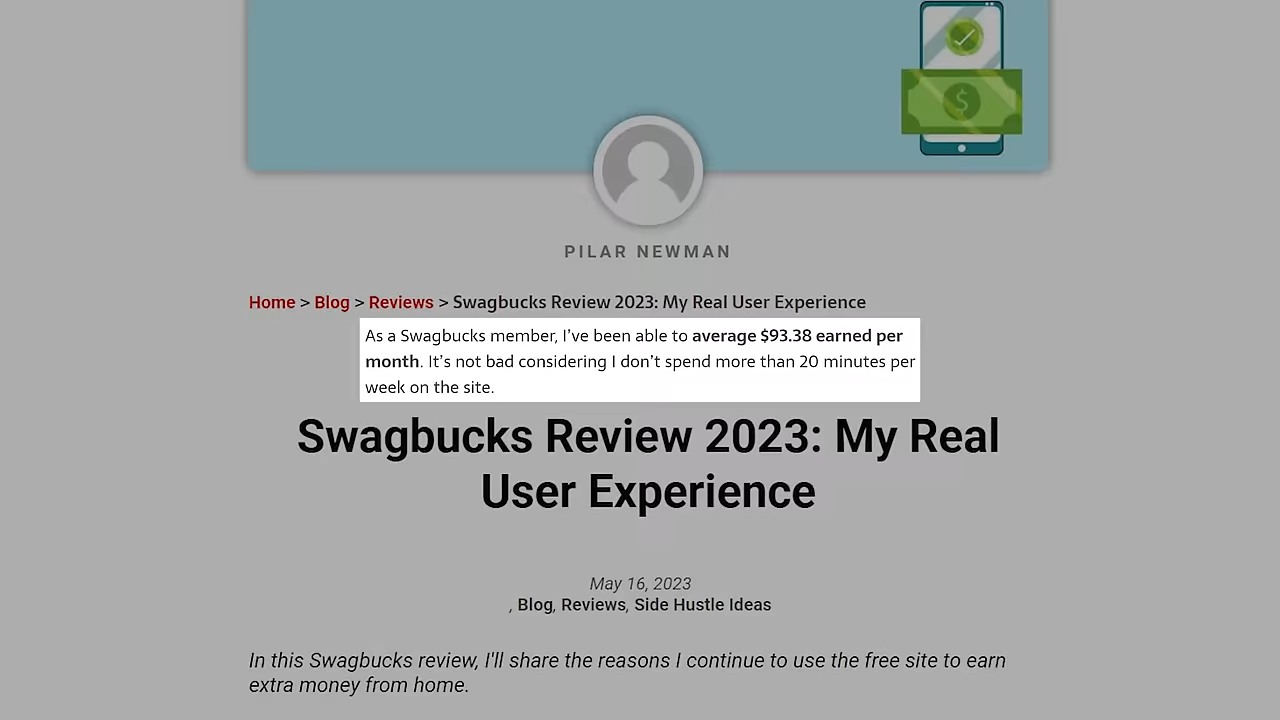 $
PILAR NEWMAN
Home > Blog > Reviews > Swagbucks Review 2023: My Real User Experience
As a Swagbucks member, I’ve been able to average $93.38 earned per
month. It’s not bad considering I don’t spend more than 20 minutes per
week on the site.
Swagbucks Review 2023: My Real
User Experience
May 16, 2023
, Blog, Reviews, Side Hustle Ideas
In this Swagbucks review, I'll share the reasons I continue to use the free site to earn
extra money from home.